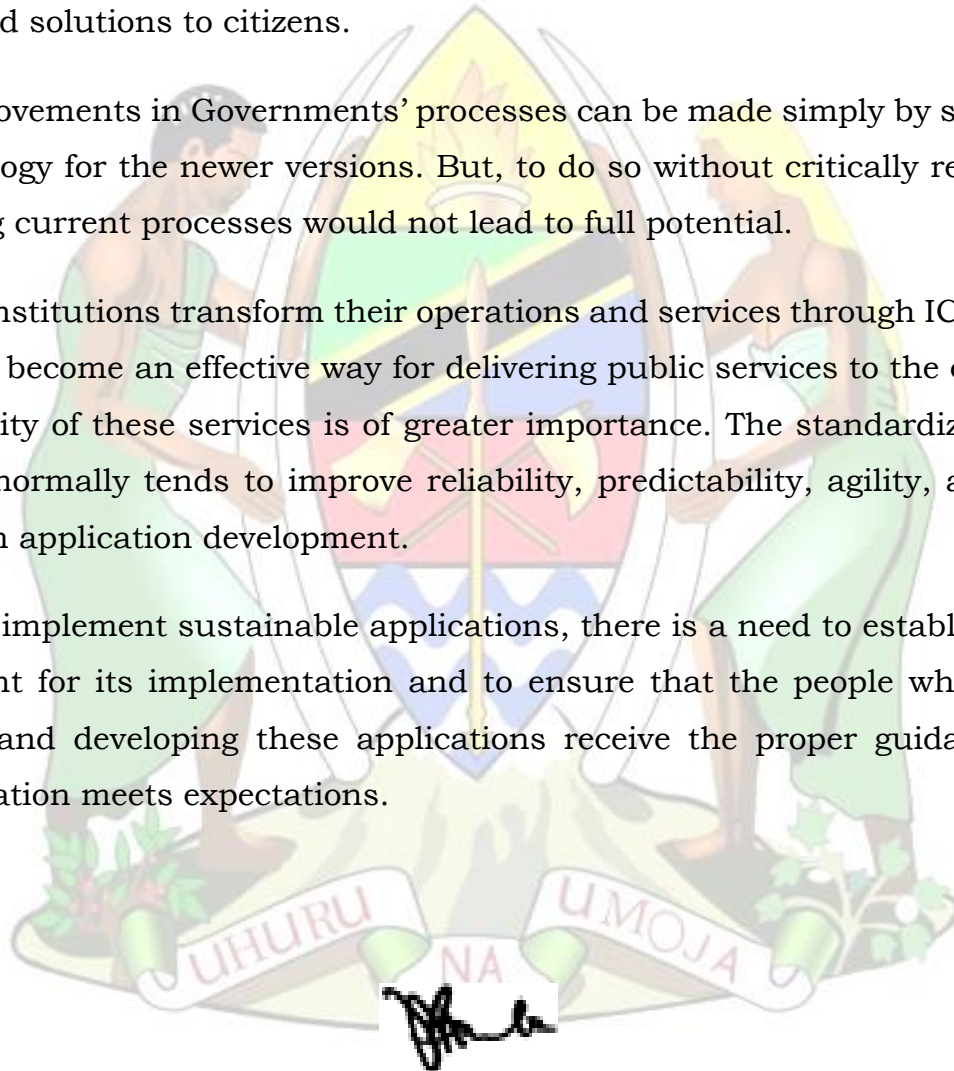 d solutions to citizens.
ovements in Governments’ processes can be made simply by s
ogy for the newer versions. But, to do so without critically re
g current processes would not lead to full potential.
nstitutions transform their operations and services through IC
become an effective way for delivering public services to the
ity of these services is of greater importance. The standardiz
normally tends to improve reliability, predictability, agility, a
n application development.
implement sustainable applications, there is a need to establ
nt for its implementation and to ensure that the people wh
and developing these applications receive the proper guida
ation meets expectations.
UHURU NA UMOJA